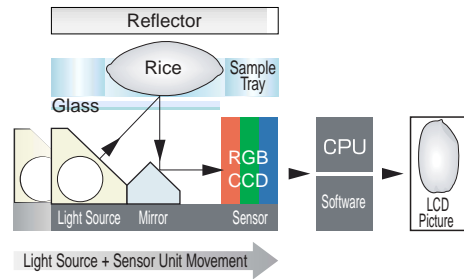 Reflector
Rice
Sample
Tray
Glass
RGB
CCD
CPU
Software
Light Source
Mirror
Sensor
LCD
Picture
Light Source + Sensor Unit Movement